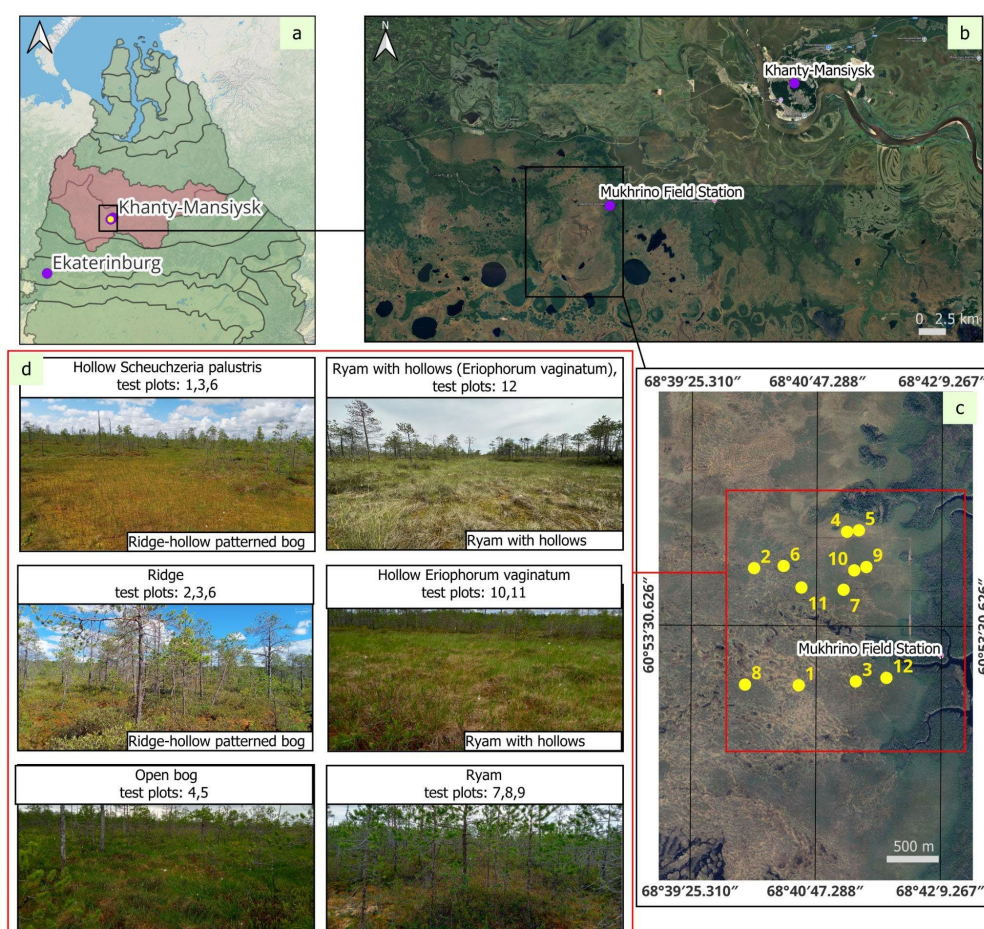 a
Khanty-Mansiysk
Ekaterinburg
N
b
Khanty-Mansiysk
Mukhrino Field Station
0 2.5 km
d
Hollow Scheuchzeria palustris
test plots: 1,3,6
Ridge-hollow patterned bog
Ryam with hollows (Eriophorum vaginatum),
test plots: 12
Ryam with hollows
Ridge
test plots: 2,3,6
Ridge-hollow patterned bog
Hollow Eriophorum vaginatum
test plots: 10,11
Ryam with hollows
Open bog
test plots: 4,5
Ryam
test plots: 7,8,9
68°39′25.310″ 68°40′47.288″ 68°42′9.267″
c
4 5
2 6 10 9
11 7
60°53′30.626″
60°53′30.626″
Mukhrino Field Station
8 1 3 12
500 m
68°39′25.310″ 68°40′47.288″ 68°42′9.267″